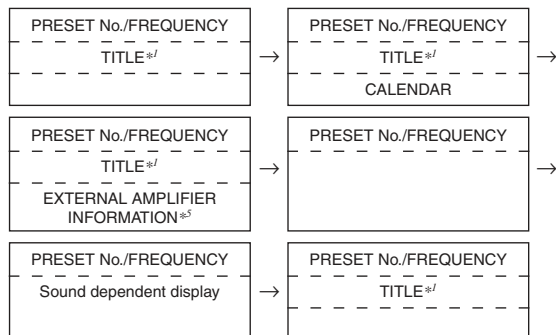 PRESET No./FREQUENCY
TITLE*1
→
PRESET No./FREQUENCY
TITLE*1
CALENDAR
→
PRESET No./FREQUENCY
TITLE*1
EXTERNAL AMPLIFIER
INFORMATION*5
→
PRESET No./FREQUENCY
→
PRESET No./FREQUENCY
Sound dependent display
→
PRESET No./FREQUENCY
TITLE*1